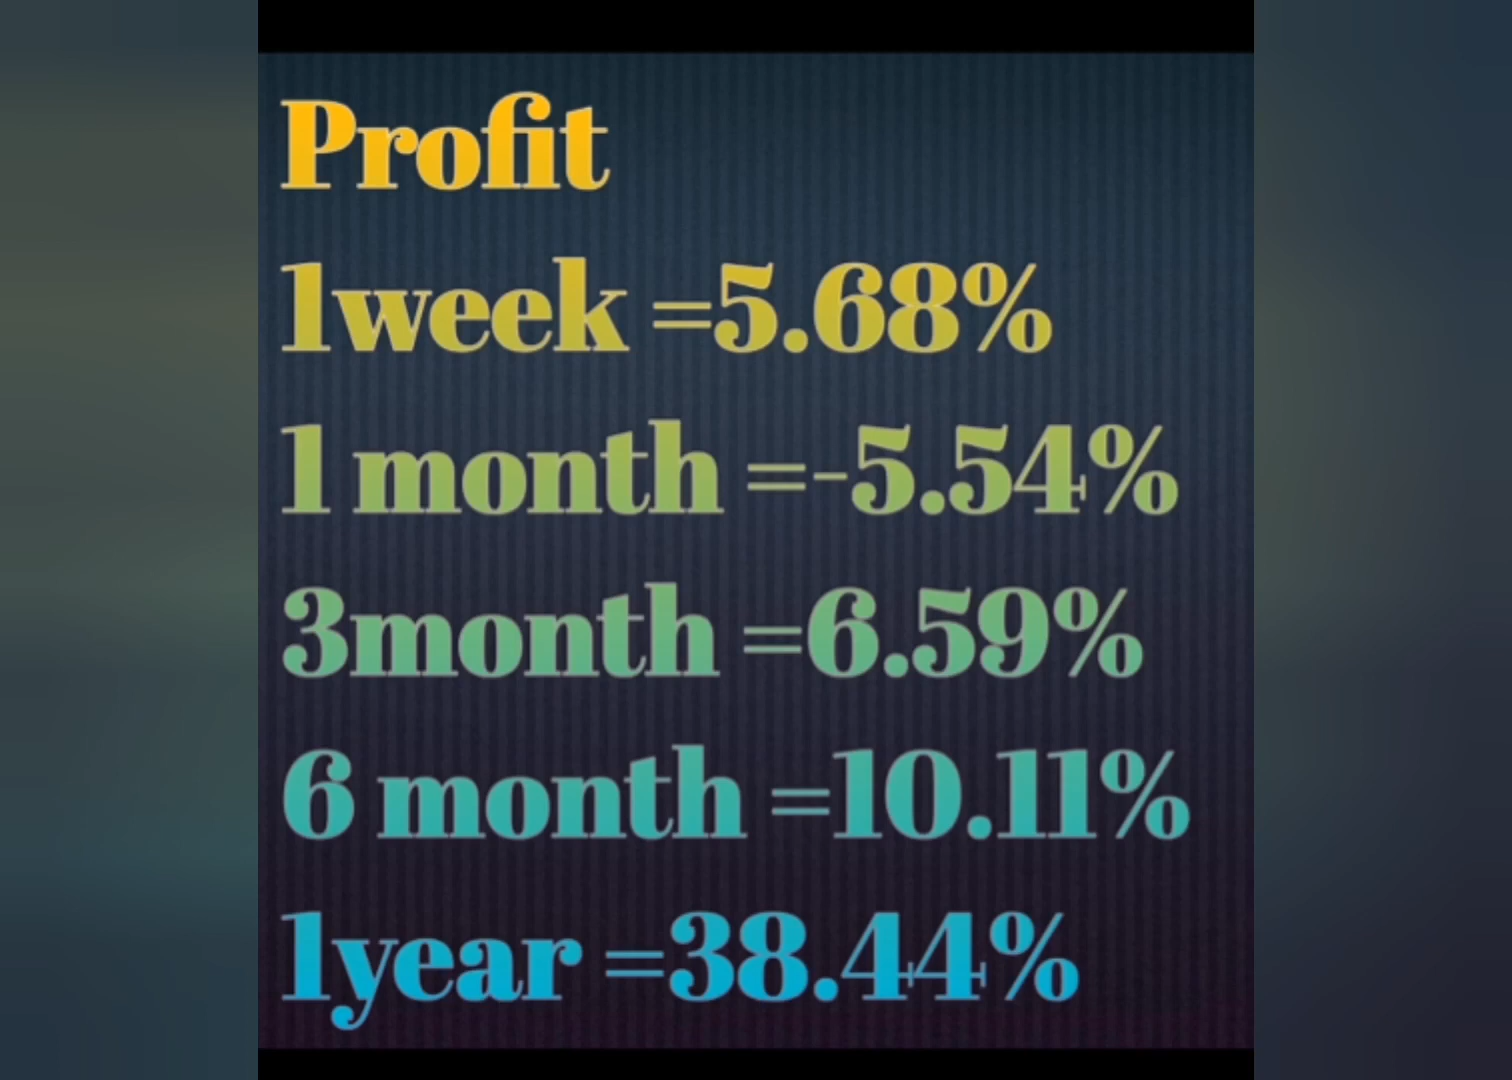 Profit
1week =5.68%
1 month =-5.54%
3month =6.59%
6 month =10.11%
1year =38.44%